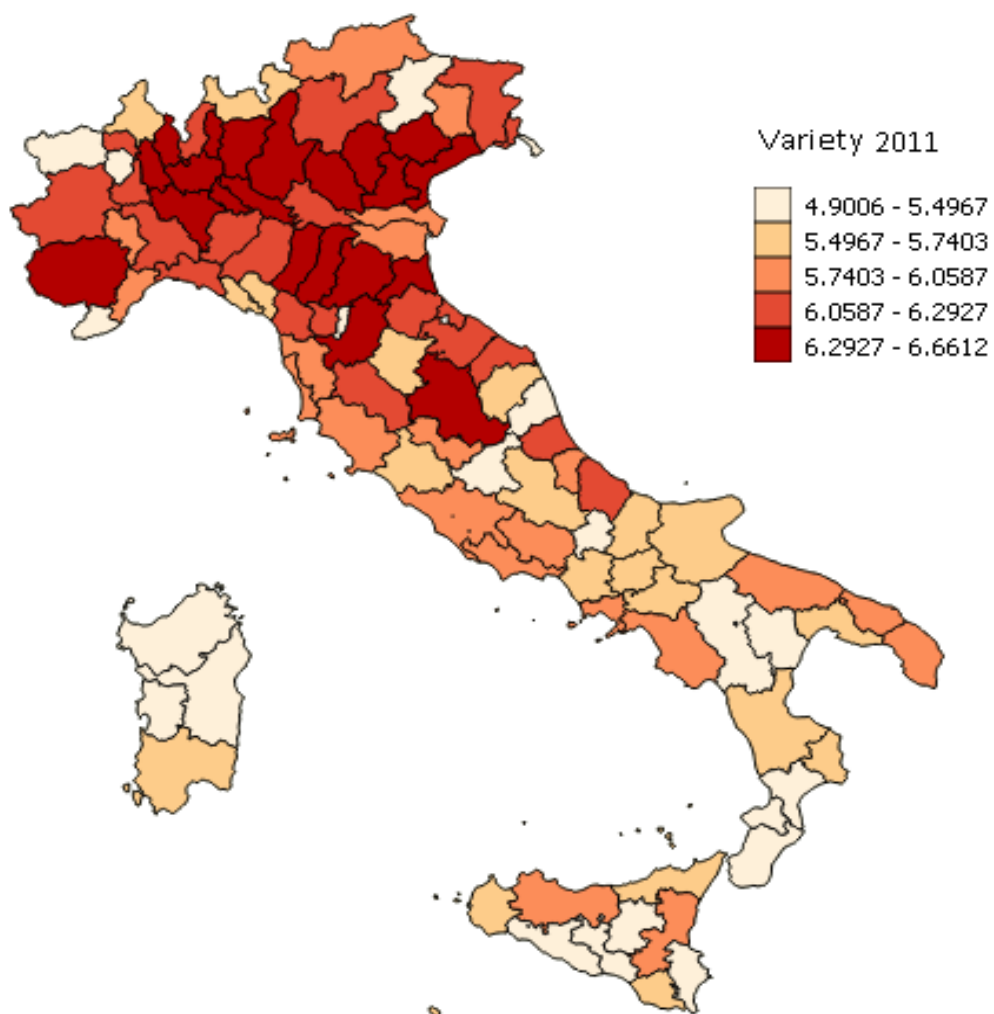 Variety 2011
4.9006 - 5.4967
5.4967 - 5.7403
5.7403 - 6.0587
6.0587 - 6.2927
6.2927 - 6.6612